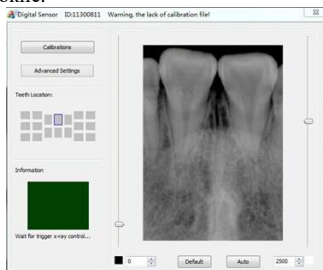 Digital Sensor ID:11300811 Warning, the lack of calibration file!
Calibrations
Advanced Settings
Teeth Location:
Information
Wait for trigger x-ray control...
0
Default
Auto
2500